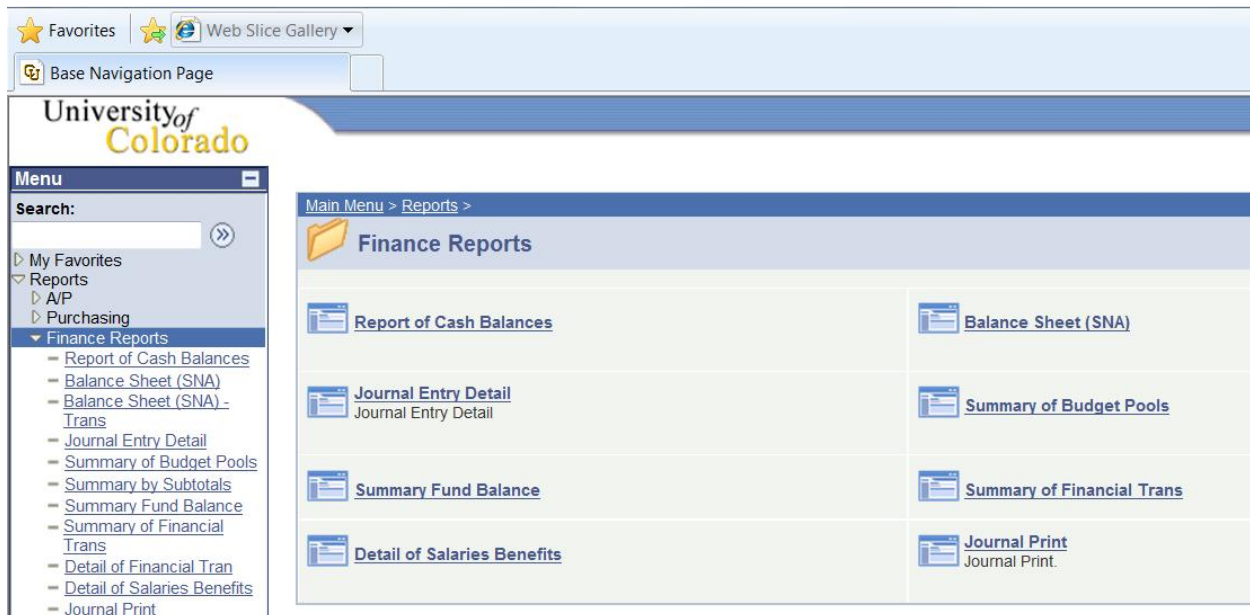 Favorites Web Slice Gallery
Base Navigation Page
University of
Colorado
Menu
Search:
My Favorites
Reports
A/P
Purchasing
Finance Reports
Report of Cash Balances
Balance Sheet (SNA)
Balance Sheet (SNA) -
Trans
Journal Entry Detail
Summary of Budget Pools
Summary by Subtotals
Summary Fund Balance
Summary of Financial
Trans
Detail of Financial Tran
Detail of Salaries Benefits
Journal Print
Main Menu > Reports >
Finance Reports
Report of Cash Balances
Balance Sheet (SNA)
Journal Entry Detail
Journal Entry Detail
Summary of Budget Pools
Summary Fund Balance
Summary of Financial Trans
Detail of Salaries Benefits
Journal Print
Journal Print.